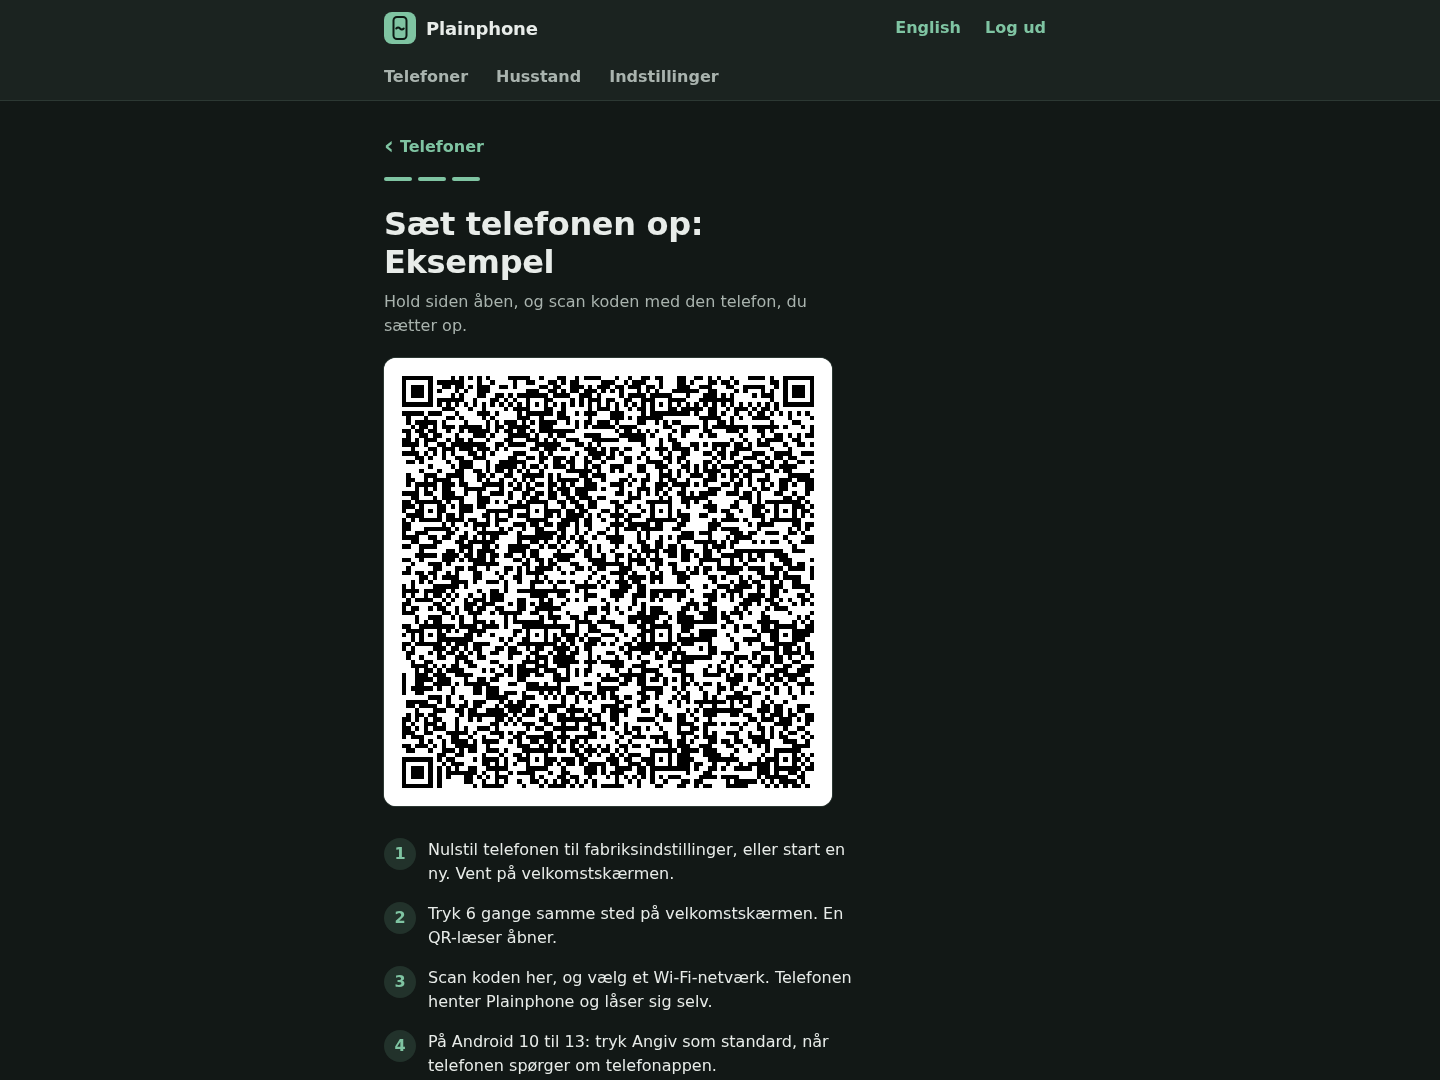 Plainphone
English
Log ud
Telefoner
Husstand
Indstillinger
‹ Telefoner
Sæt telefonen op:
Eksempel
Hold siden åben, og scan koden med den telefon, du
sætter op.
1
Nulstil telefonen til fabriksindstillinger, eller start en
ny. Vent på velkomstskærmen.
2
Tryk 6 gange samme sted på velkomstskærmen. En
QR-læser åbner.
3
Scan koden her, og vælg et Wi-Fi-netværk. Telefonen
henter Plainphone og låser sig selv.
4
På Android 10 til 13: tryk Angiv som standard, når
telefonen spørger om telefonappen.